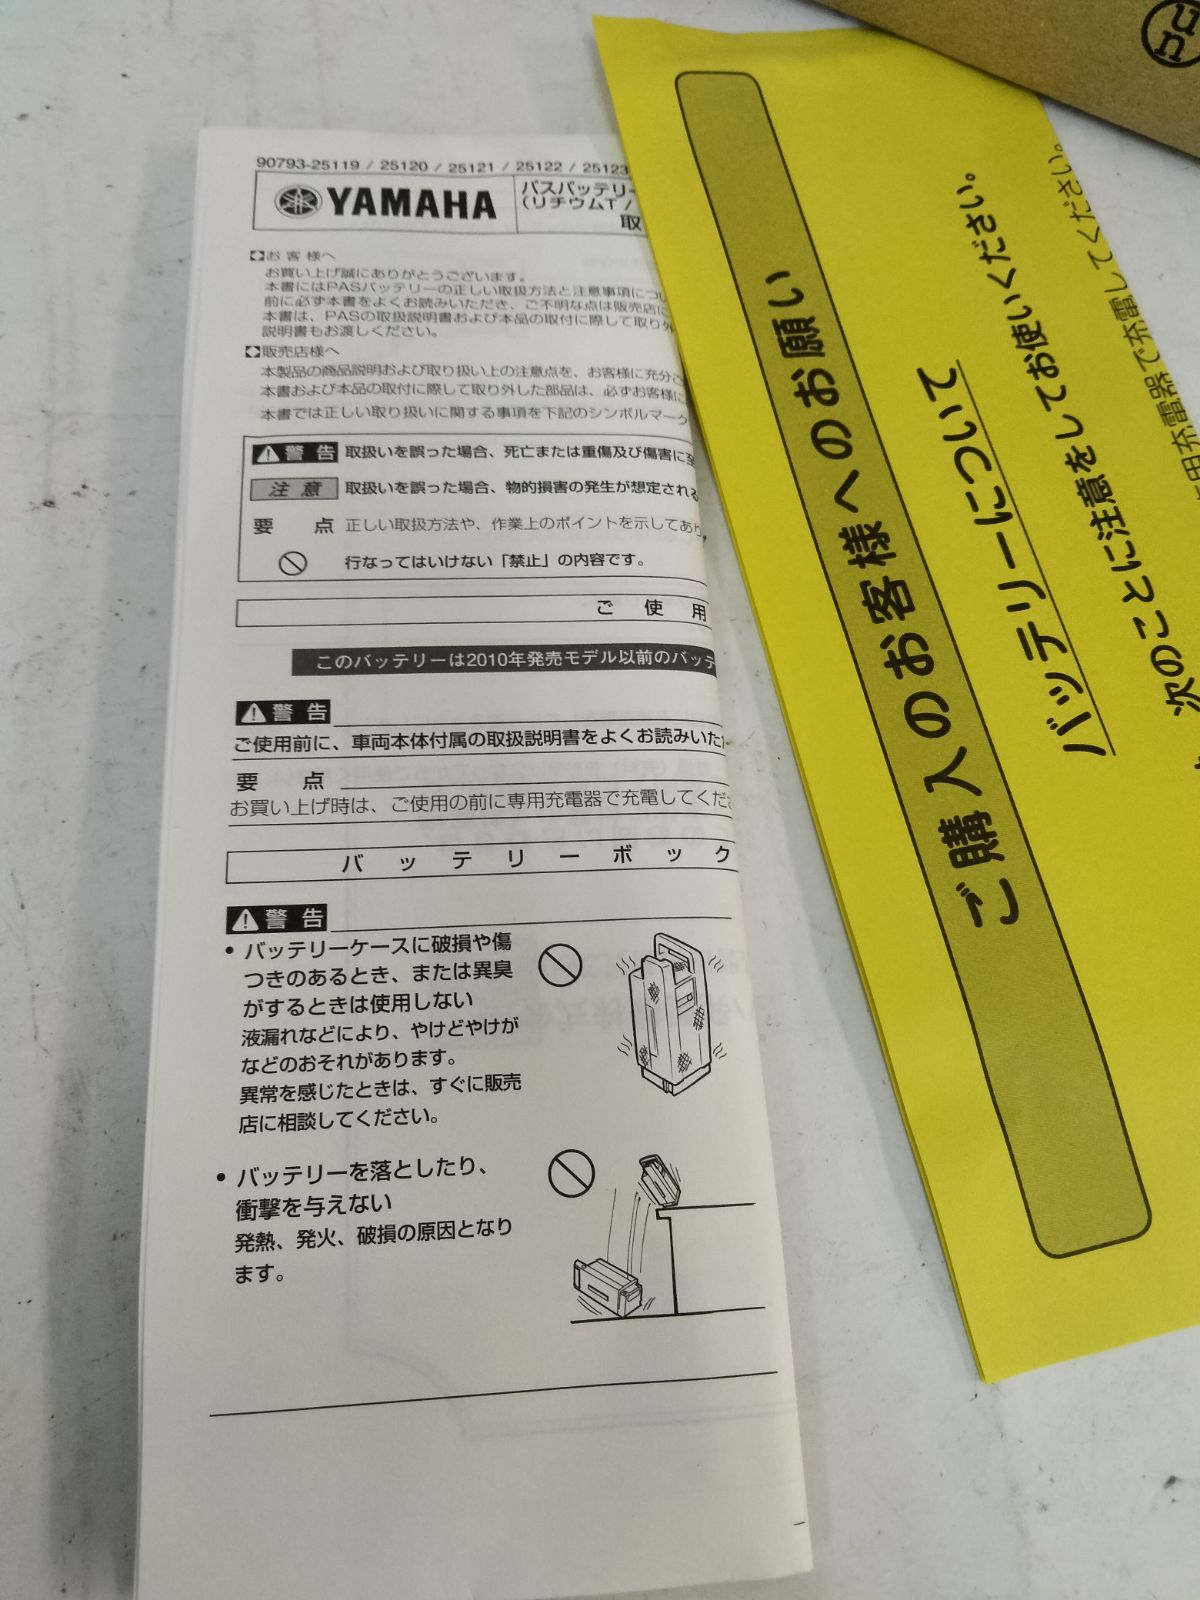 90793-25119 / 25120 / 25121 / 25122 / 25123
YAMAHA
パスバッテリー
(リチウムT /
取
お客様へ
お買い上げ誠にありがとうございます。
本書にはPASバッテリーの正しい取扱方法と注意事項につい
前に必ず本書をよくお読みいただき、ご不明な点は販売店に
本書は、PASの取扱説明書および本品の取付に際して取り外
説明書もお渡しください。
販売店様へ
本製品の商品説明および取り扱い上の注意点を、お客様に充分ご
本書および本品の取付に際して取り外した部品は、必ずお客様に
本書では正しい取り扱いに関する事項を下記のシンボルマーク
警告 取扱いを誤った場合、死亡または重傷及び傷害に至
注意 取扱いを誤った場合、物的損害の発生が想定される
要点 正しい取扱方法や、作業上のポイントを示してあり
行なってはいけない「禁止」の内容です。
ご使用
このバッテリーは2010年発売モデル以前のバッテ
警告
ご使用前に、車両本体付属の取扱説明書をよくお読みいただ
要点
お買い上げ時は、ご使用の前に専用充電器で充電してくださ
バッテリーボック
警告
• バッテリーケースに破損や傷
つきのあるとき、または異臭
がするときは使用しない
液漏れなどにより、やけどやけが
などのおそれがあります。
異常を感じたときは、すぐに販売
店に相談してください。
• バッテリーを落としたり、
衝撃を与えない
発熱、発火、破損の原因となり
ます。
ご購入のお客様へのお願い
バッテリーについて
次のことに注意をしてお使いください。
用充電器で充電してください。